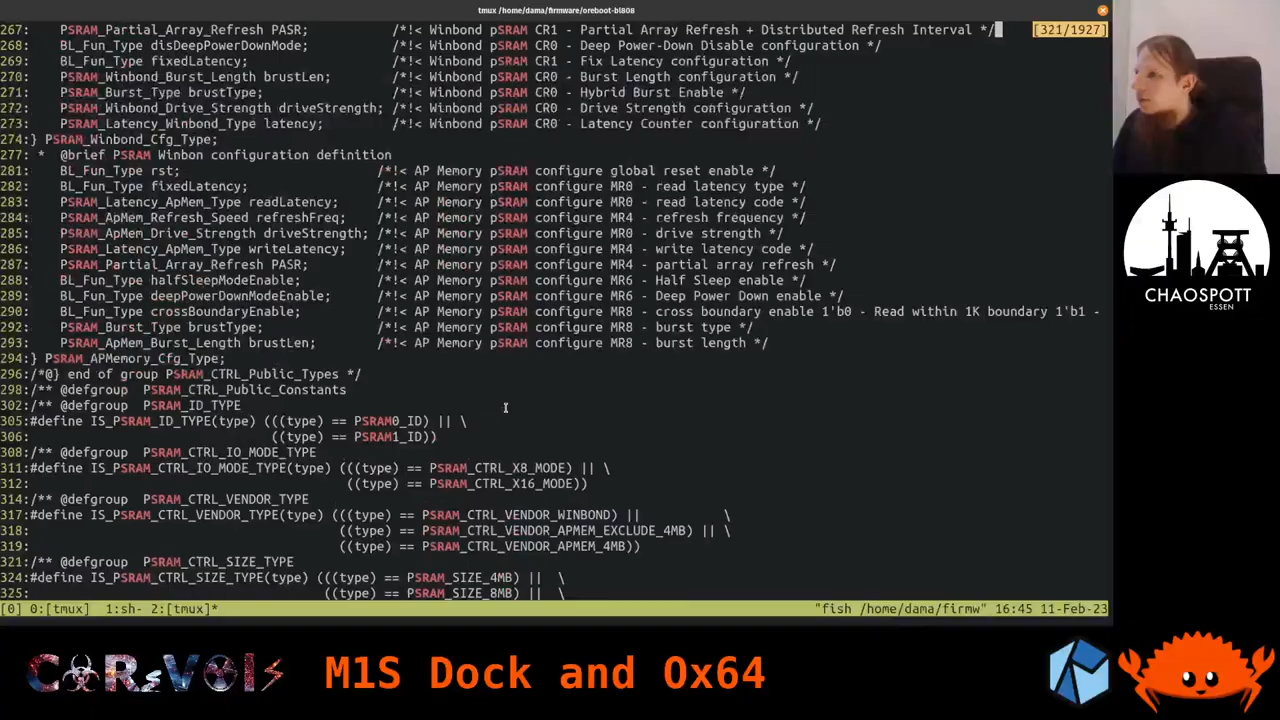 tmux /home/dama/firmware/oreboot-bl808
267:    PSRAM_Partial_Array_Refresh PASR;         /*!< Winbond pSRAM CR1 - Partial Array Refresh + Distributed Refresh Interval */ [321/1927]
268:    BL_Fun_Type disDeepPowerDownMode;         /*!< Winbond pSRAM CR0 - Deep Power-Down Disable configuration */
269:    BL_Fun_Type fixedLatency;                 /*!< Winbond pSRAM CR1 - Fix Latency configuration */
270:    PSRAM_Winbond_Burst_Length brustLen;      /*!< Winbond pSRAM CR0 - Burst Length configuration */
271:    PSRAM_Burst_Type brustType;               /*!< Winbond pSRAM CR0 - Hybrid Burst Enable */
272:    PSRAM_Winbond_Drive_Strength driveStrength; /*!< Winbond pSRAM CR0 - Drive Strength configuration */
273:    PSRAM_Latency_Winbond_Type latency;       /*!< Winbond pSRAM CR0 - Latency Counter configuration */
274:} PSRAM_Winbond_Cfg_Type;
277: *  @brief PSRAM Winbon configuration definition
281:    BL_Fun_Type rst;                          /*!< AP Memory pSRAM configure global reset enable */
282:    BL_Fun_Type fixedLatency;                 /*!< AP Memory pSRAM configure MR0 - read latency type */
283:    PSRAM_Latency_ApMem_Type readLatency;     /*!< AP Memory pSRAM configure MR0 - read latency code */
284:    PSRAM_ApMem_Refresh_Speed refreshFreq;    /*!< AP Memory pSRAM configure MR4 - refresh frequency */
285:    PSRAM_ApMem_Drive_Strength driveStrength; /*!< AP Memory pSRAM configure MR0 - drive strength */
286:    PSRAM_Latency_ApMem_Type writeLatency;    /*!< AP Memory pSRAM configure MR4 - write latency code */
287:    PSRAM_Partial_Array_Refresh PASR;         /*!< AP Memory pSRAM configure MR4 - partial array refresh */
288:    BL_Fun_Type halfSleepModeEnable;          /*!< AP Memory pSRAM configure MR6 - Half Sleep enable */
289:    BL_Fun_Type deepPowerDownModeEnable;      /*!< AP Memory pSRAM configure MR6 - Deep Power Down enable */
290:    BL_Fun_Type crossBoundaryEnable;          /*!< AP Memory pSRAM configure MR8 - cross boundary enable 1'b0 - Read within 1K boundary 1'b1 -
292:    PSRAM_Burst_Type brustType;               /*!< AP Memory pSRAM configure MR8 - burst type */
293:    PSRAM_ApMem_Burst_Length brustLen;        /*!< AP Memory pSRAM configure MR8 - burst length */
294:} PSRAM_APMemory_Cfg_Type;
296:/*@} end of group PSRAM_CTRL_Public_Types */
298:/** @defgroup  PSRAM_CTRL_Public_Constants
302:/** @defgroup  PSRAM_ID_TYPE
305:#define IS_PSRAM_ID_TYPE(type) (((type) == PSRAM0_ID) || \
306:                                ((type) == PSRAM1_ID))
308:/** @defgroup  PSRAM_CTRL_IO_MODE_TYPE
311:#define IS_PSRAM_CTRL_IO_MODE_TYPE(type) (((type) == PSRAM_CTRL_X8_MODE) || \
312:                                          ((type) == PSRAM_CTRL_X16_MODE))
314:/** @defgroup  PSRAM_CTRL_VENDOR_TYPE
317:#define IS_PSRAM_CTRL_VENDOR_TYPE(type) (((type) == PSRAM_CTRL_VENDOR_WINBOND) ||           \
318:                                         ((type) == PSRAM_CTRL_VENDOR_APMEM_EXCLUDE_4MB) || \
319:                                         ((type) == PSRAM_CTRL_VENDOR_APMEM_4MB))
321:/** @defgroup  PSRAM_CTRL_SIZE_TYPE
324:#define IS_PSRAM_CTRL_SIZE_TYPE(type) (((type) == PSRAM_SIZE_4MB) ||  \
325:                                       ((type) == PSRAM_SIZE_8MB) ||  \
[0] 0:[tmux]  1:sh- 2:[tmux]* "fish /home/dama/firmw" 16:45 11-Feb-23
CHAOSPOTT
ESSEN
M1S Dock and Ox64